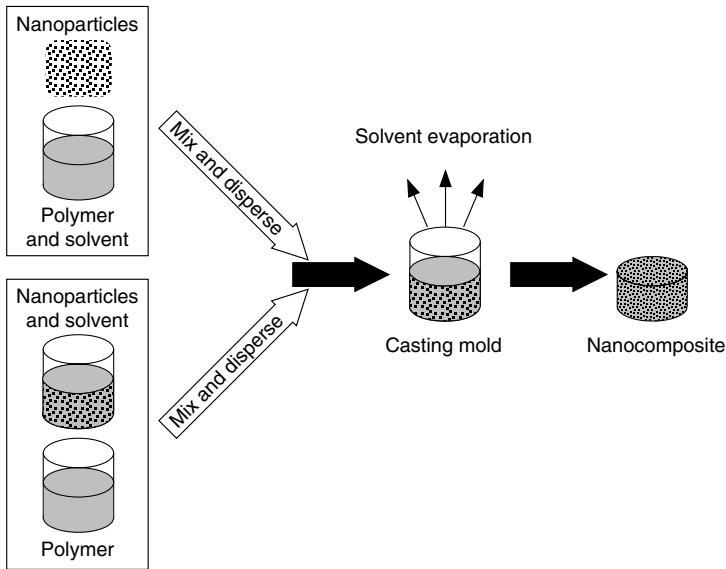 Nanoparticles
Polymer
and solvent
Mix and disperse
Nanoparticles
and solvent
Polymer
Mix and disperse
Solvent evaporation
Casting mold
Nanocomposite